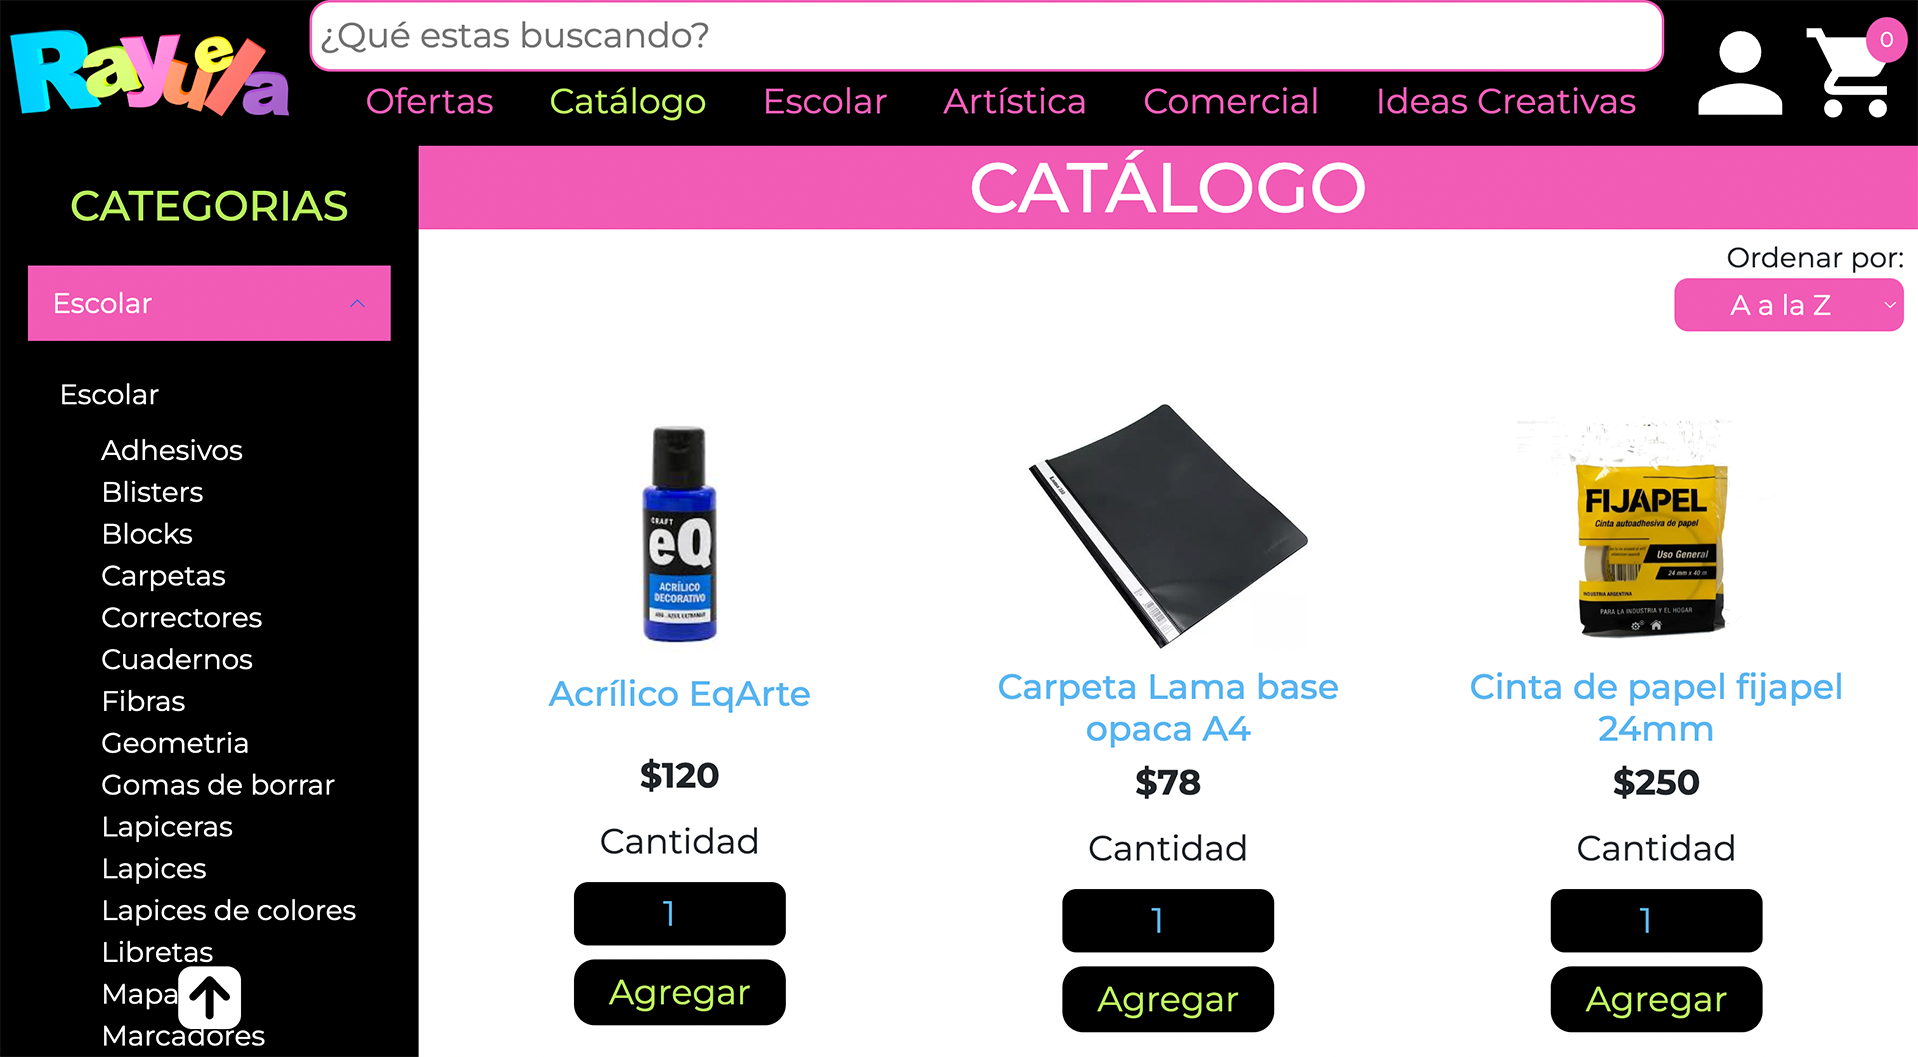 Rayuela
¿Qué estas buscando?
0
Ofertas
Catálogo
Escolar
Artística
Comercial
Ideas Creativas
CATEGORIAS
Escolar
Escolar
Adhesivos
Blisters
Blocks
Carpetas
Correctores
Cuadernos
Fibras
Geometria
Gomas de borrar
Lapiceras
Lapices
Lapices de colores
Libretas
Mapa
Marcadores
CATÁLOGO
Ordenar por:
A a la Z
CRAFT
eQ
ACRÍLICO
DECORATIVO
Acrílico EqArte
$120
Cantidad
1
Agregar
Carpeta Lama base
opaca A4
$78
Cantidad
1
Agregar
FIJAPEL
Cinta autoadhesiva de papel
Uso General
24 mm x 40 m
INDUSTRIA ARGENTINA
PARA LA INDUSTRIA Y EL HOGAR
Cinta de papel fijapel
24mm
$250
Cantidad
1
Agregar